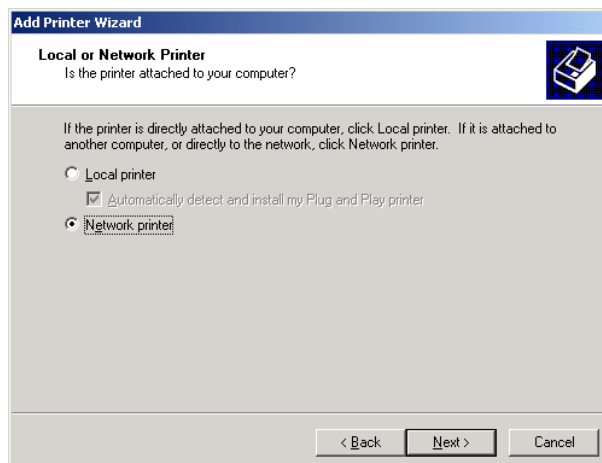 Add Printer Wizard
Local or Network Printer
Is the printer attached to your computer?
If the printer is directly attached to your computer, click Local printer. If it is attached to
another computer, or directly to the network, click Network printer.
Local printer
Automatically detect and install my Plug and Play printer
Network printer
< Back Next > Cancel